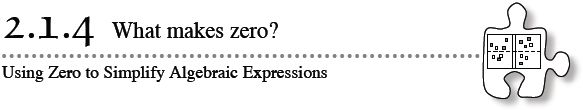 2.1.4 What makes zero?
Using Zero to Simplify Algebraic Expressions